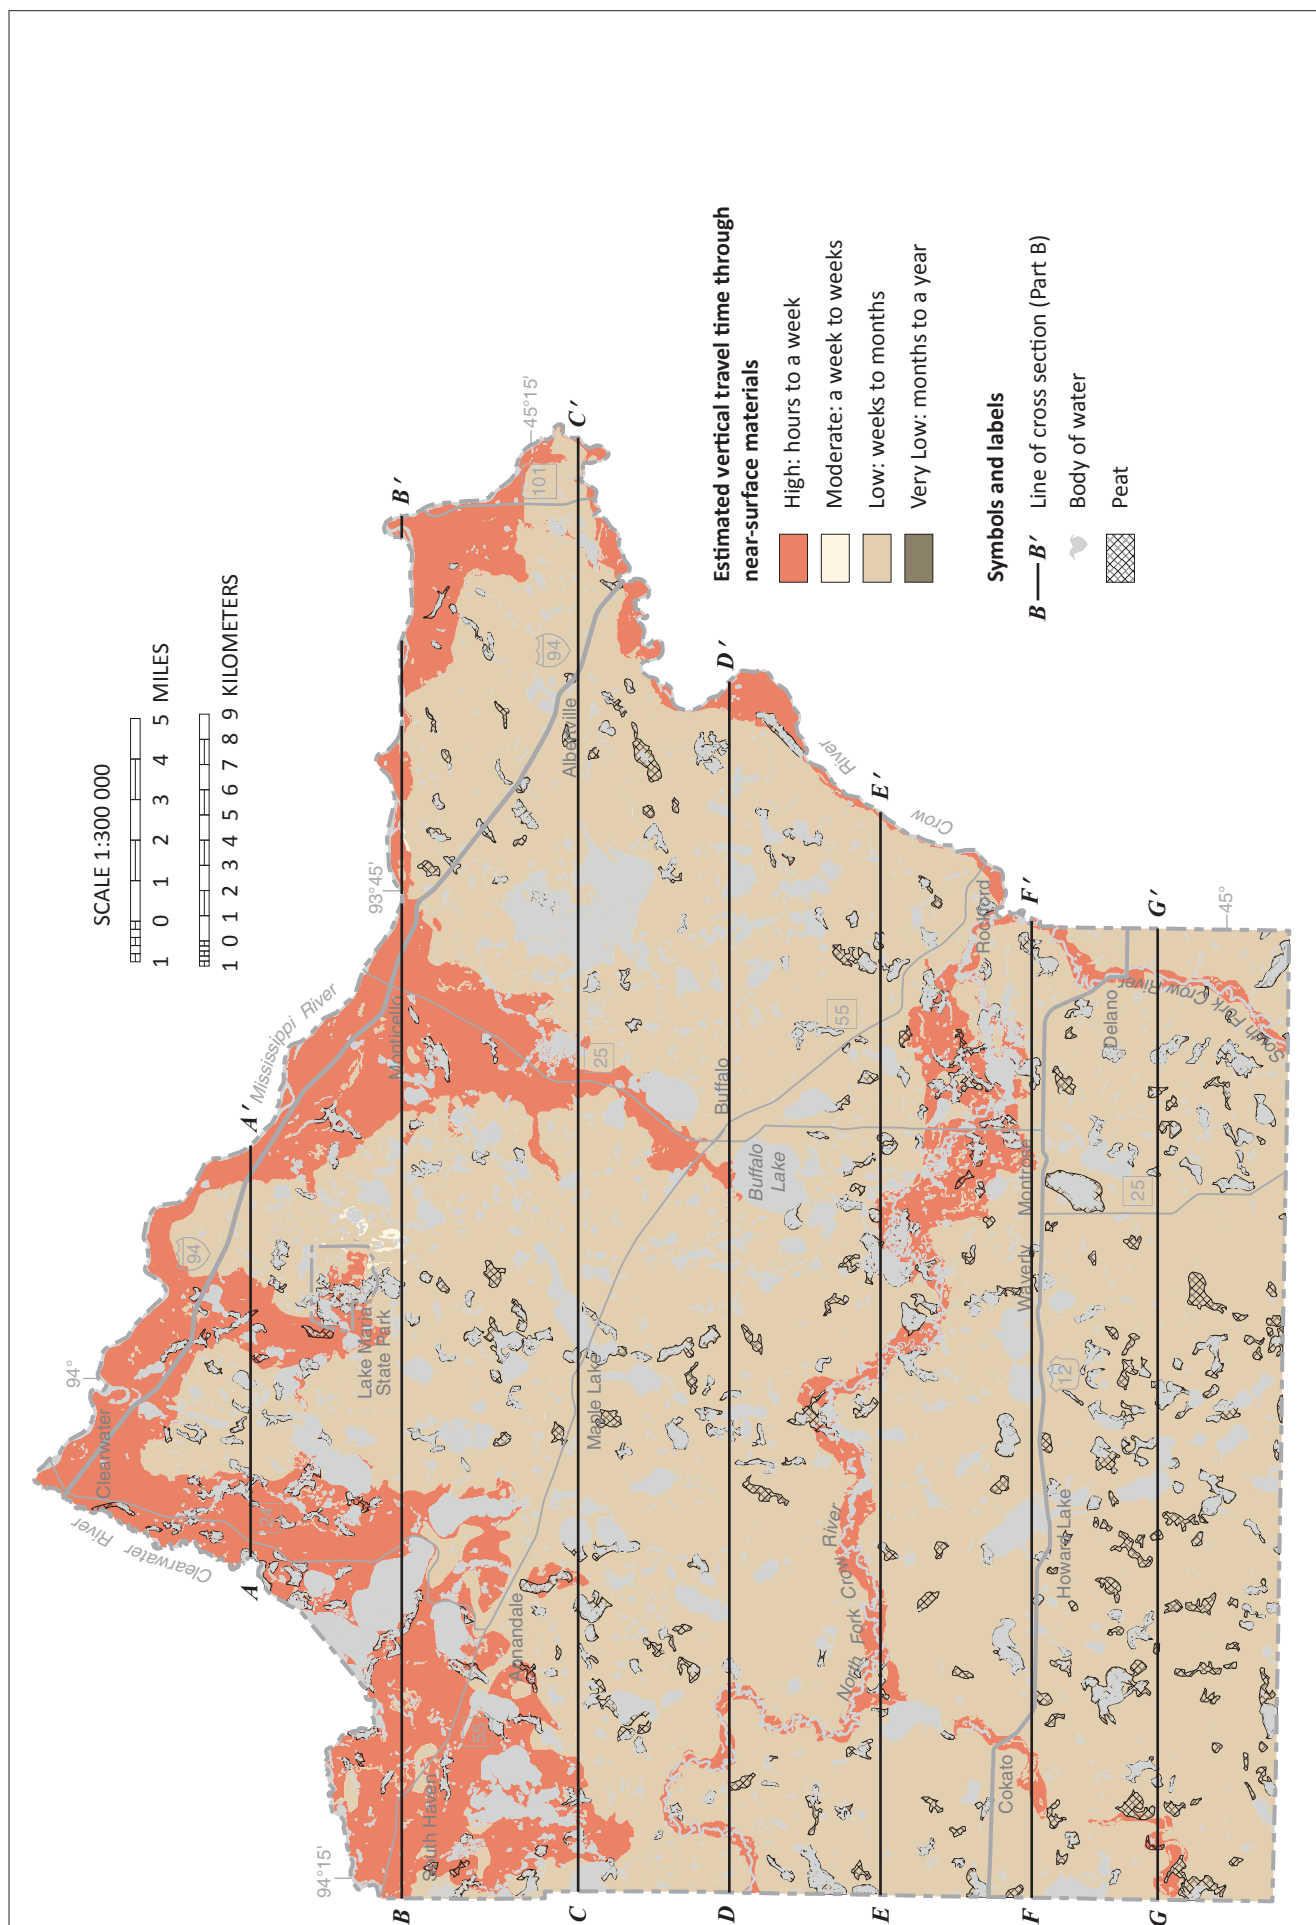 SCALE 1:300 000
1 0 1 2 3 4 5 MILES
1 0 1 2 3 4 5 6 7 8 9 KILOMETERS
94°15'
94°
93°45'
45°15'
45°
Clearwater River
Clearwater
Mississippi River
94
24
A
A'
Lake Maria
State Park
Monticello
B
B'
South Haven
55
Annandale
101
94
Albertville
25
Maple Lake
C
C'
Buffalo
D
D'
Buffalo
Lake
55
River
Crow
North Fork Crow River
E
E'
Rockford
Cokato
Howard Lake
Waverly
Montrose
12
F
F'
Delano
25
South Fork Crow River
G
G'
Estimated vertical travel time through
near-surface materials
High: hours to a week
Moderate: a week to weeks
Low: weeks to months
Very Low: months to a year
Symbols and labels
B B' Line of cross section (Part B)
Body of water
Peat